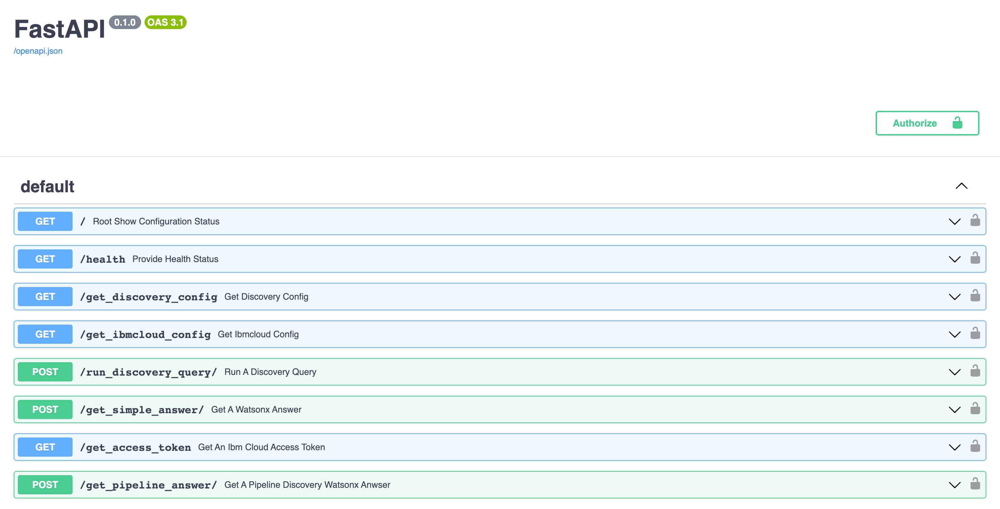 FastAPI 0.1.0 OAS 3.1
/openapi.json
Authorize
default
GET / Root Show Configuration Status
GET /health Provide Health Status
GET /get_discovery_config Get Discovery Config
GET /get_ibmcloud_config Get Ibmcloud Config
POST /run_discovery_query/ Run A Discovery Query
POST /get_simple_answer/ Get A Watsonx Answer
GET /get_access_token Get An Ibm Cloud Access Token
POST /get_pipeline_answer/ Get A Pipeline Discovery Watsonx Anwser